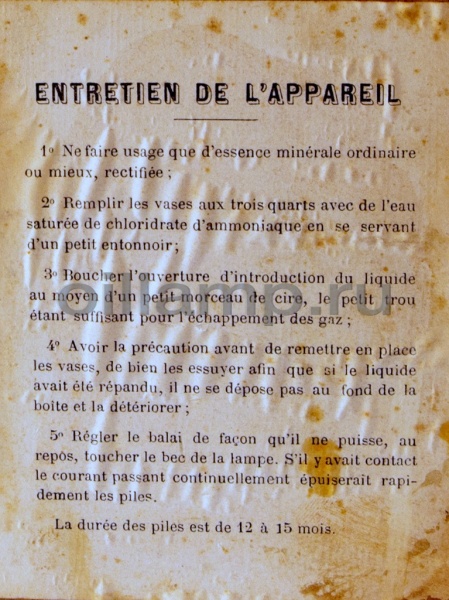 ENTRETIEN DE L'APPAREIL
1º Ne faire usage que d'essence minérale ordinaire
ou mieux, rectifiée ;
2º Remplir les vases aux trois quarts avec de l'eau
saturée de chloridrate d'ammoniaque en se servant
d'un petit entonnoir ;
3º Boucher l'ouverture d'introduction du liquide
au moyen d'un petit morceau de cire, le petit trou
étant suffisant pour l'échappement des gaz ;
oillamp.ru
4º Avoir la précaution avant de remettre en place
les vases, de bien les essuyer afin que si le liquide
avait été répandu, il ne se dépose pas au fond de la
boîte et la détériorer ;
5º Régler le balai de façon qu'il ne puisse, au
repos, toucher le bec de la lampe. S'il y avait contact
le courant passant continuellement épuiserait rapi-
dement les piles.
La durée des piles est de 12 à 15 mois.